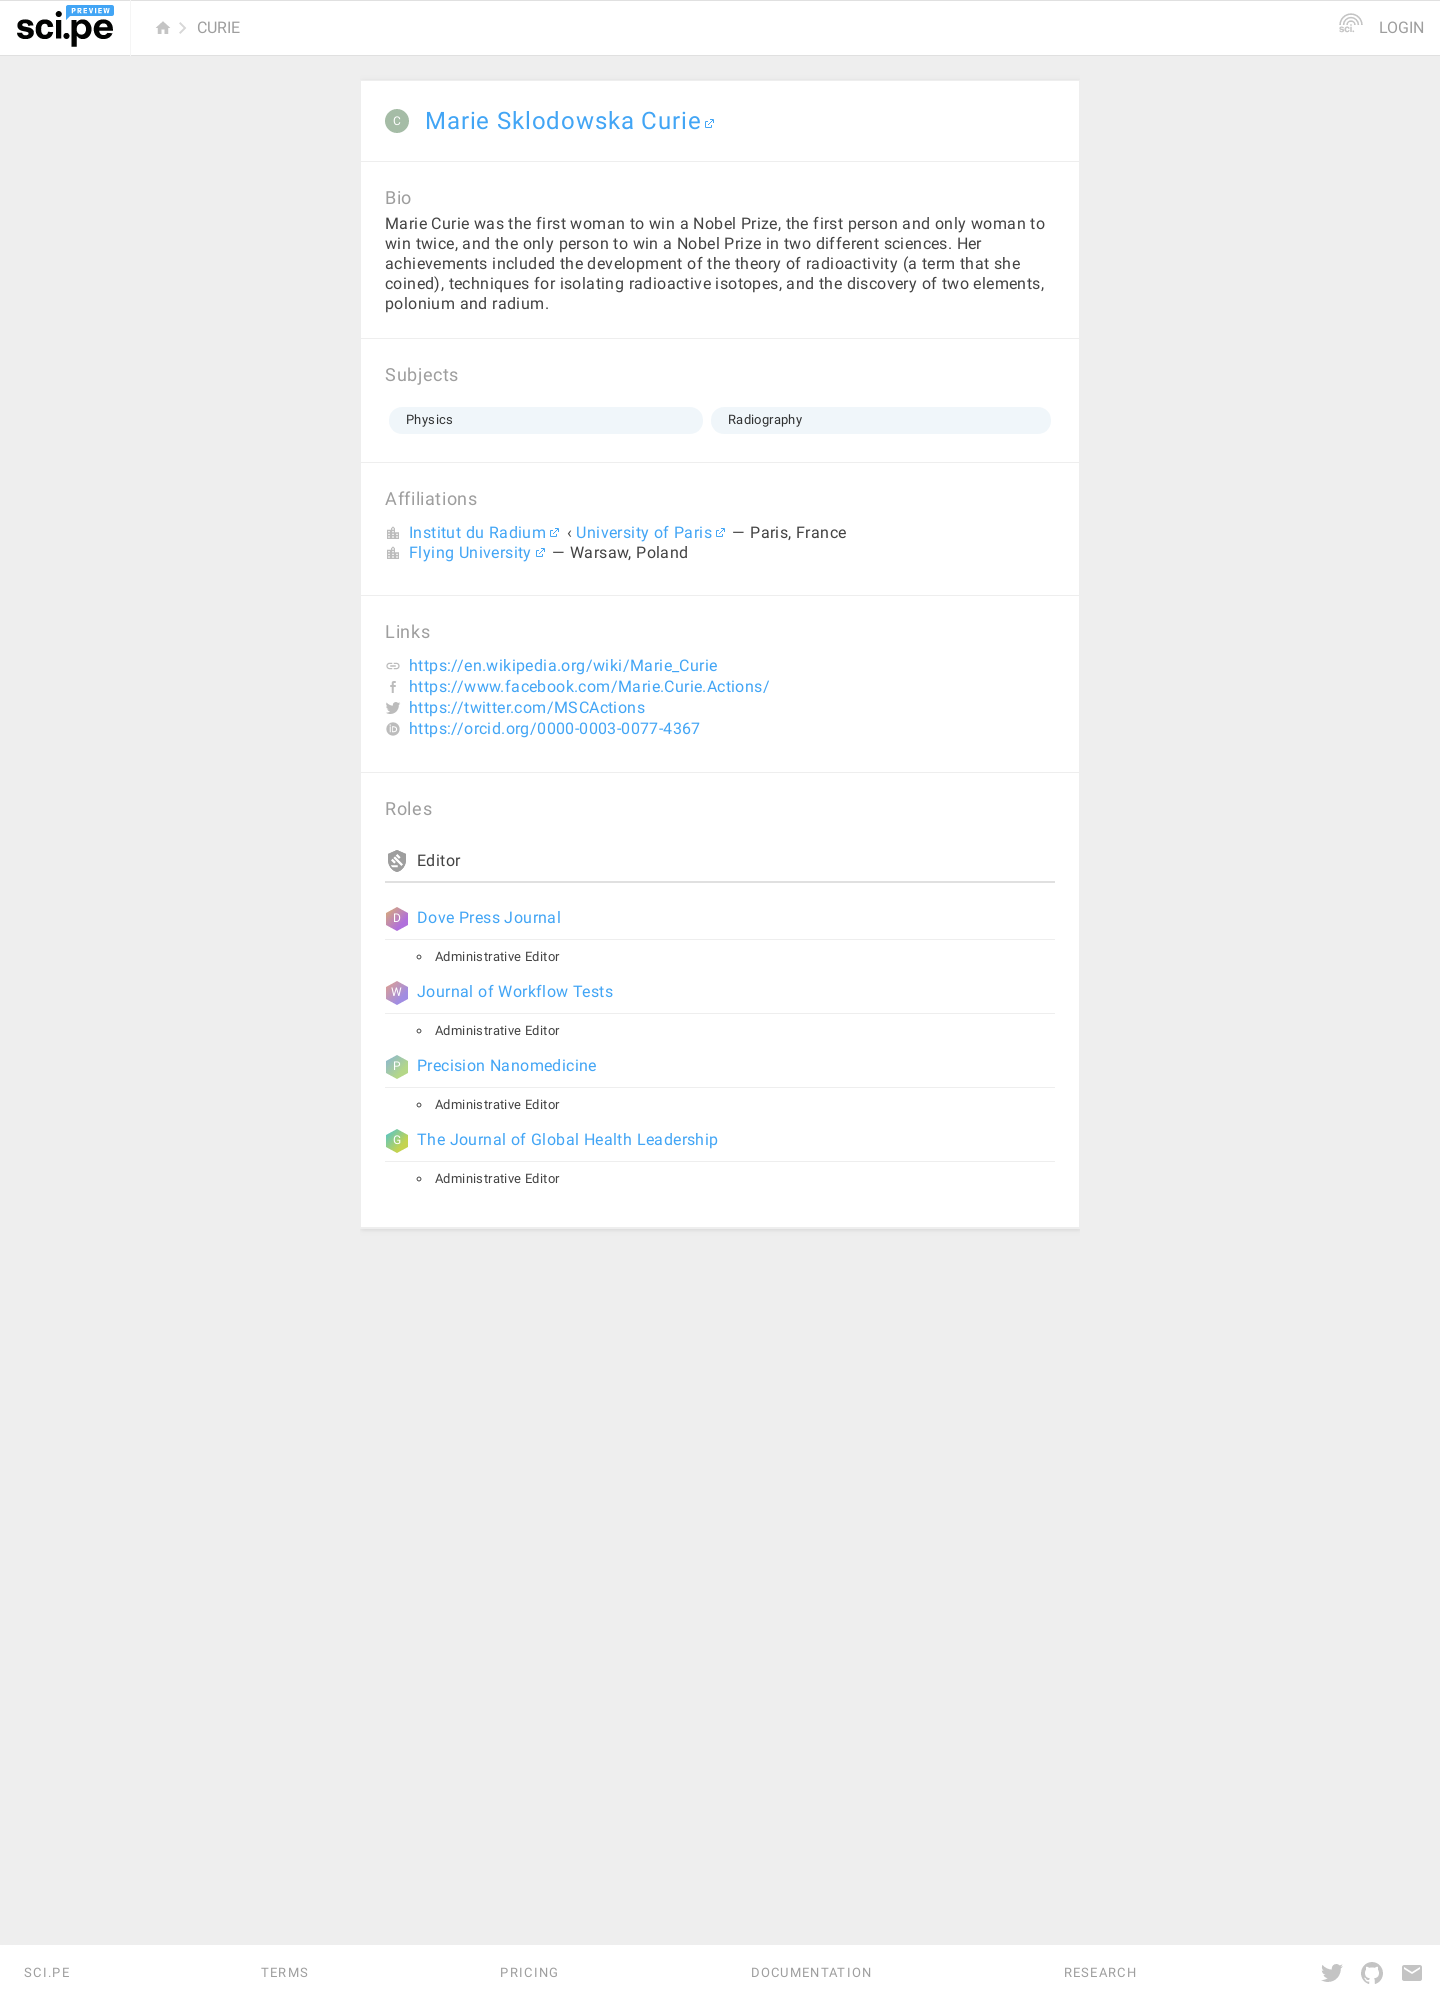 sci.pe PREVIEW
CURIE
SCI.
LOGIN
C
Marie Sklodowska Curie
Bio
Marie Curie was the first woman to win a Nobel Prize, the first person and only woman to
win twice, and the only person to win a Nobel Prize in two different sciences. Her
achievements included the development of the theory of radioactivity (a term that she
coined), techniques for isolating radioactive isotopes, and the discovery of two elements,
polonium and radium.
Subjects
Physics
Radiography
Affiliations
Institut du Radium ‹ University of Paris — Paris, France
Flying University — Warsaw, Poland
Links
https://en.wikipedia.org/wiki/Marie_Curie
https://www.facebook.com/Marie.Curie.Actions/
https://twitter.com/MSCActions
iD https://orcid.org/0000-0003-0077-4367
Roles
Editor
D Dove Press Journal
Administrative Editor
W Journal of Workflow Tests
Administrative Editor
P Precision Nanomedicine
Administrative Editor
G The Journal of Global Health Leadership
Administrative Editor
SCI.PE
TERMS
PRICING
DOCUMENTATION
RESEARCH